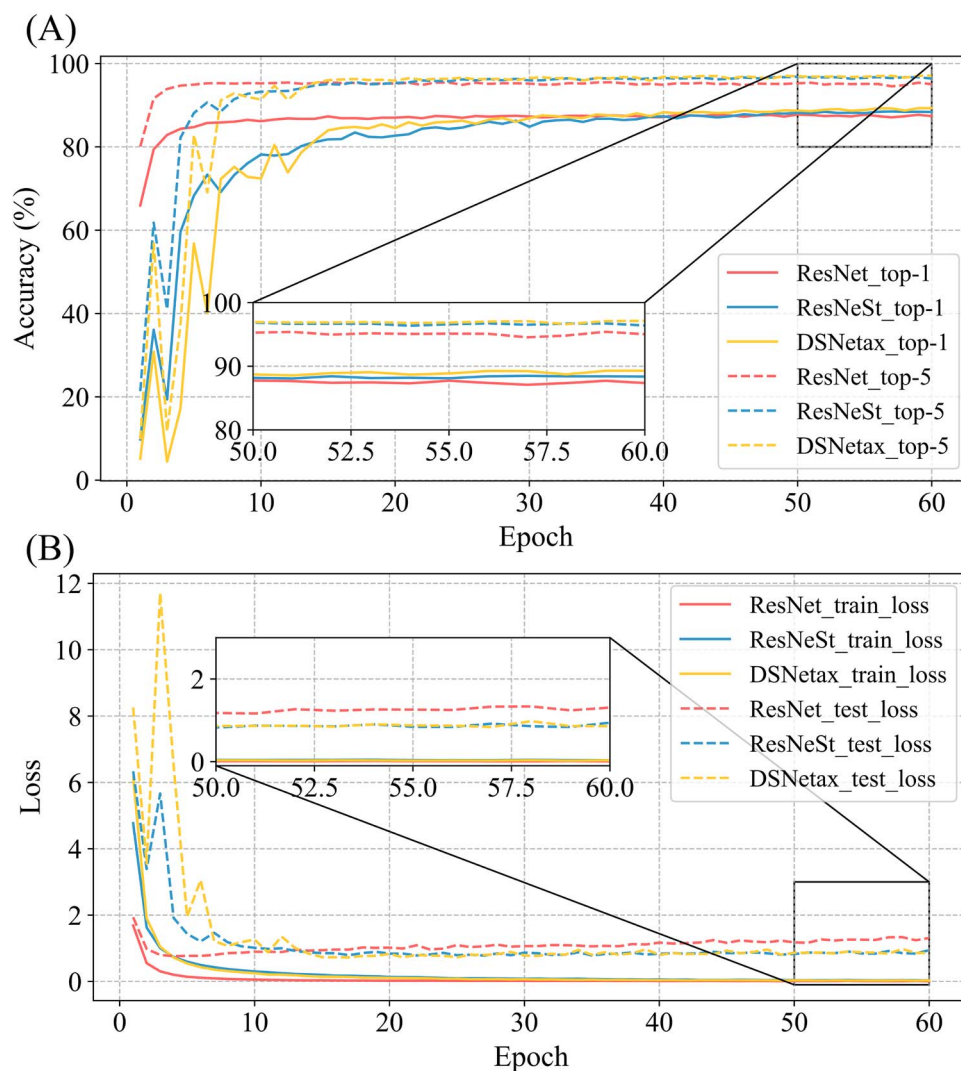 (A)
100
80
60
40
20
0
Accuracy (%)
100
90
80
50.0
52.5
55.0
57.5
60.0
ResNet_top-1
ResNeSt_top-1
DSNetax_top-1
ResNet_top-5
ResNeSt_top-5
DSNetax_top-5
0
10
20
30
40
50
60
Epoch
(B)
12
10
8
6
4
2
0
Loss
2
0
50.0
52.5
55.0
57.5
60.0
ResNet_train_loss
ResNeSt_train_loss
DSNetax_train_loss
ResNet_test_loss
ResNeSt_test_loss
DSNetax_test_loss
0
10
20
30
40
50
60
Epoch